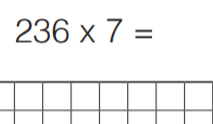 236 x 7 =